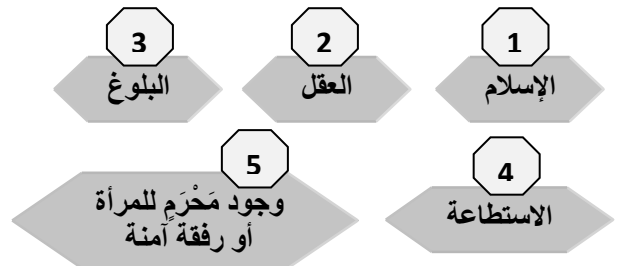 1
الإسلام
2
العقل
3
البلوغ
4
الاستطاعة
5
وجود مَحْرَمٍ للمرأة
أو رفقة آمنة